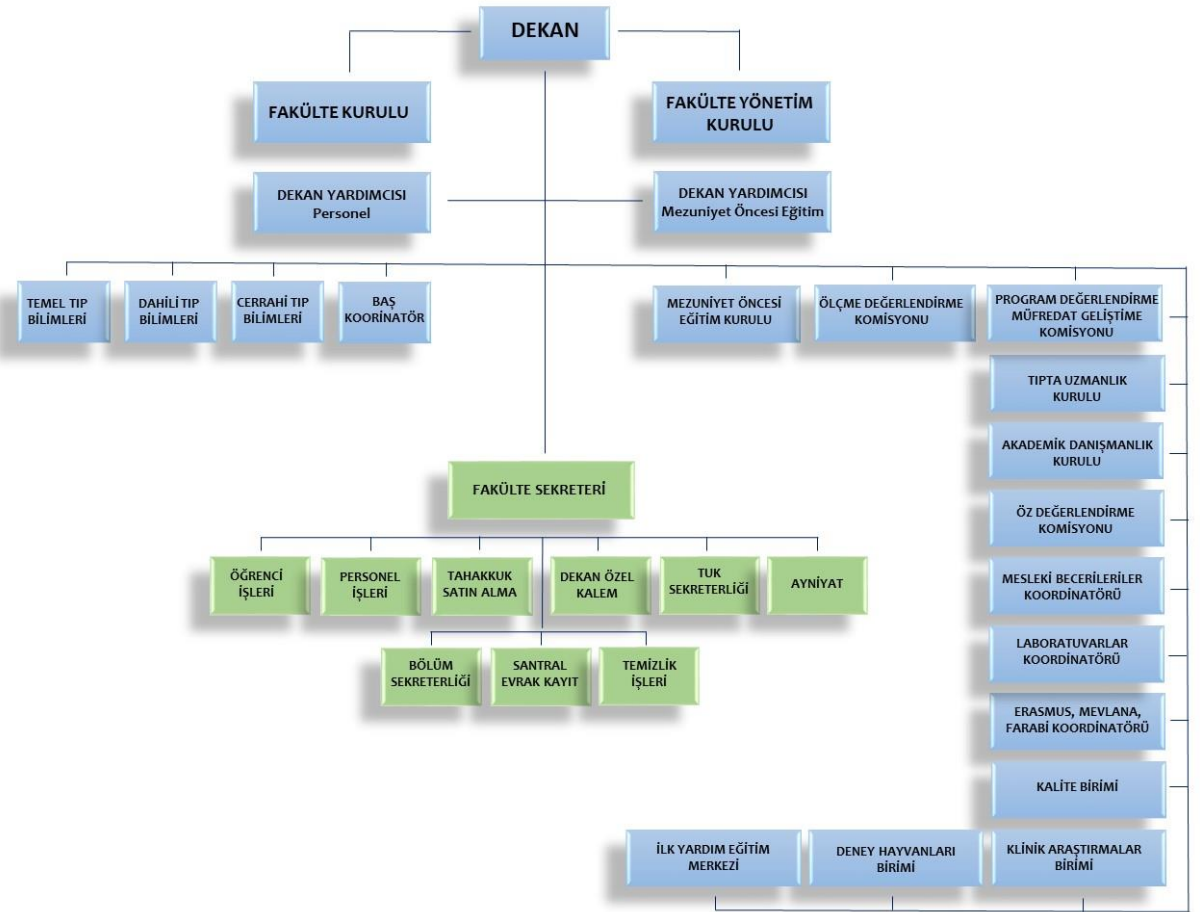 DEKAN
FAKÜLTE KURULU
FAKÜLTE YÖNETİM
KURULU
DEKAN YARDIMCISI
Personel
DEKAN YARDIMCISI
Mezuniyet Öncesi Eğitim
TEMEL TIP
BİLİMLERİ
DAHİLİ TIP
BİLİMLERİ
CERRAHİ TIP
BİLİMLERİ
BAŞ
KOORİNATÖR
MEZUNİYET ÖNCESİ
EĞİTİM KURULU
ÖLÇME DEĞERLENDİRME
KOMİSYONU
PROGRAM DEĞERLENDİRME
MÜFREDAT GELİŞTİME
KOMİSYONU
TIPTA UZMANLIK
KURULU
AKADEMİK DANIŞMANLIK
KURULU
ÖZ DEĞERLENDİRME
KOMİSYONU
MESLEKİ BECERİLERİLER
KOORDİNATÖRÜ
LABORATUVARLAR
KOORDİNATÖRÜ
ERASMUS, MEVLANA,
FARABİ KOORDİNATÖRÜ
KALİTE BİRİMİ
KLİNİK ARAŞTIRMALAR
BİRİMİ
DENEY HAYVANLARI
BİRİMİ
İLK YARDIM EĞİTİM
MERKEZİ
FAKÜLTE SEKRETERİ
ÖĞRENCİ
İŞLERİ
PERSONEL
İŞLERİ
TAHAKKUK
SATIN ALMA
DEKAN ÖZEL
KALEM
TUK
SEKRETERLİĞİ
AYNİYAT
BÖLÜM
SEKRETERLİĞİ
SANTRAL
EVRAK KAYIT
TEMİZLİK
İŞLERİ